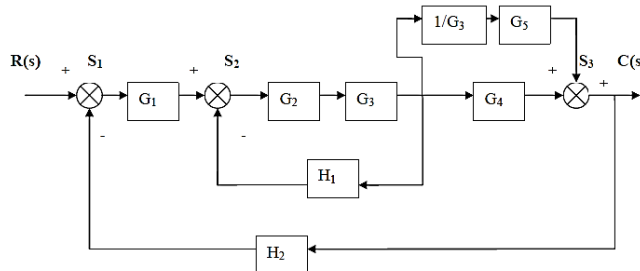 1/G₃ G₅
R(s) + S₁ + S₂ + S₃ + C(s
G₁ G₂ G₃ G₄
- -
H₁
H₂